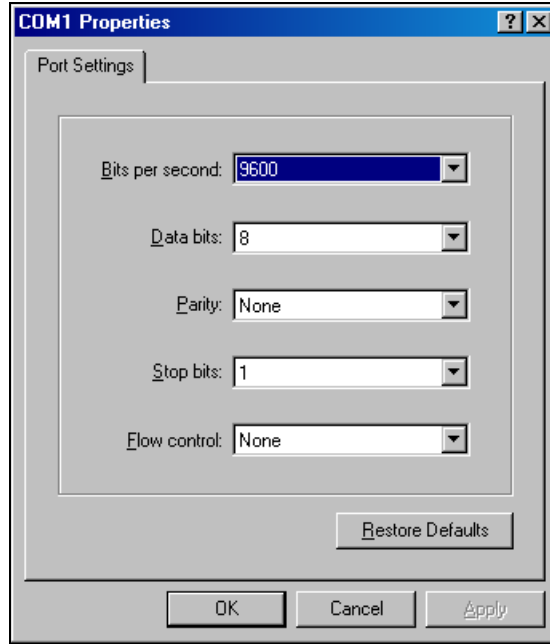 COM1 Properties
Port Settings
Bits per second: 9600
Data bits: 8
Parity: None
Stop bits: 1
Flow control: None
Restore Defaults
OK Cancel Apply